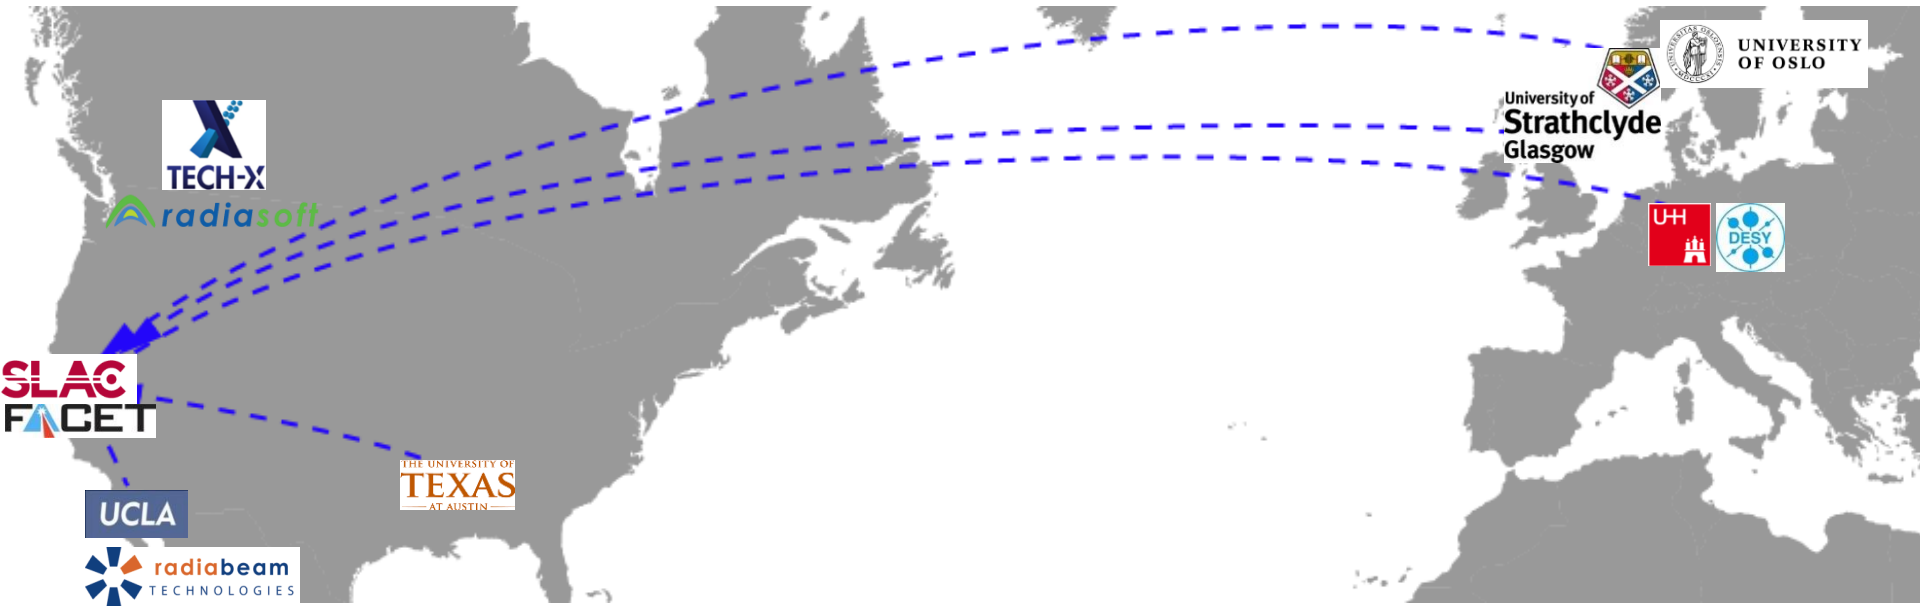 UNIVERSITY
OF OSLO
University of
Strathclyde
Glasgow
TECH-X
radiasoft
UHH
DESY
SLAC
FACET
THE UNIVERSITY OF
TEXAS
AT AUSTIN
UCLA
radiabeam
TECHNOLOGIES